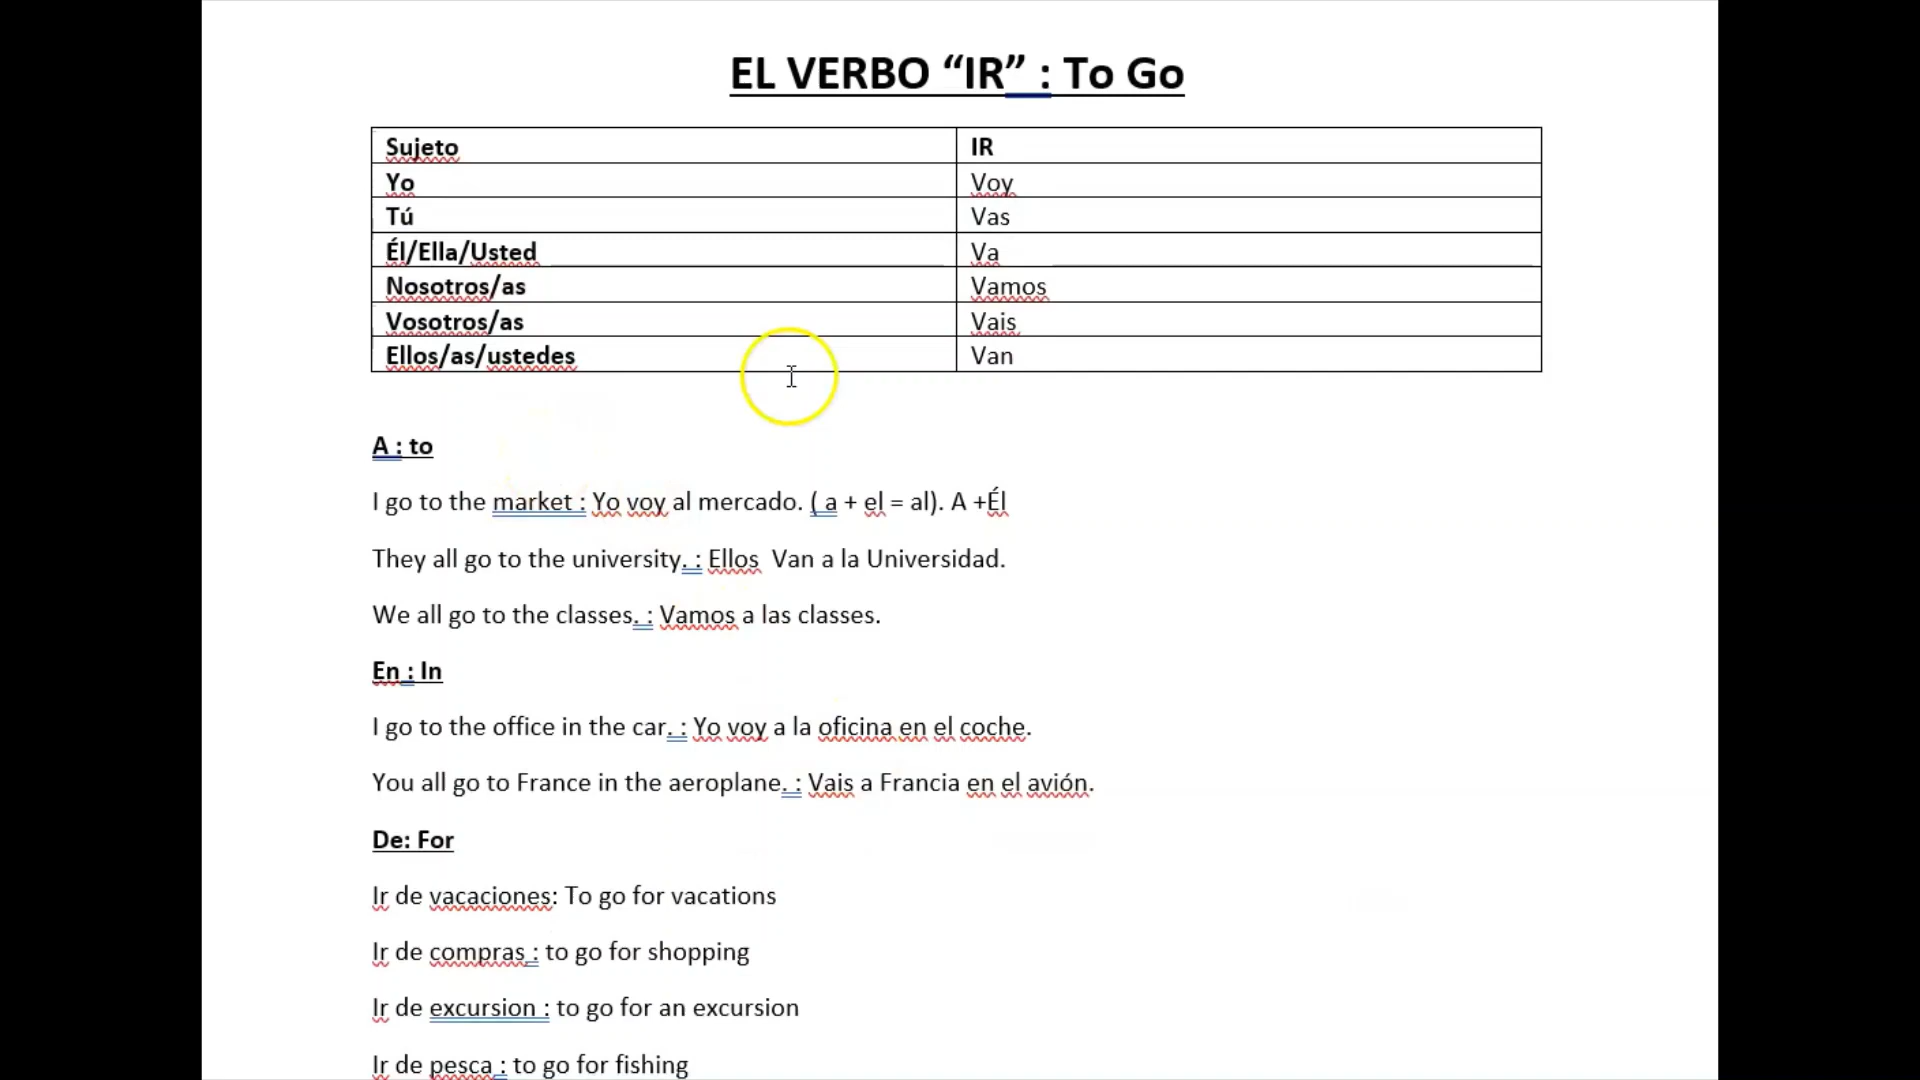 EL VERBO “IR” : To Go
Sujeto IR
Yo Voy
Tú Vas
Él/Ella/Usted Va
Nosotros/as Vamos
Vosotros/as Vais
Ellos/as/ustedes Van
A : to
I go to the market : Yo voy al mercado. ( a + el = al). A +Él
They all go to the university. : Ellos  Van a la Universidad.
We all go to the classes. : Vamos a las classes.
En : In
I go to the office in the car. : Yo voy a la oficina en el coche.
You all go to France in the aeroplane. : Vais a Francia en el avión.
De: For
Ir de vacaciones: To go for vacations
Ir de compras : to go for shopping
Ir de excursion : to go for an excursion
Ir de pesca : to go for fishing